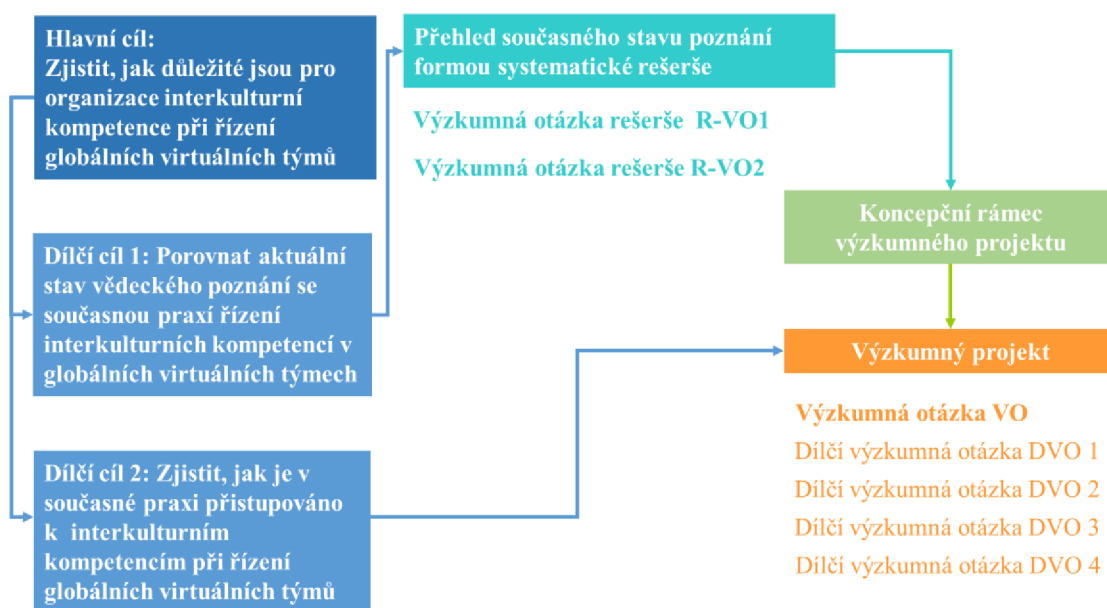 Hlavní cíl:
Zjistit, jak důležité jsou pro
organizace interkulturní
kompetence při řízení
globálních virtuálních týmů
Dílčí cíl 1: Porovnat aktuální
stav vědeckého poznání se
současnou praxí řízení
interkulturních kompetencí v
globálních virtuálních týmech
Dílčí cíl 2: Zjistit, jak je v
současné praxi přistupováno
k interkulturním
kompetencím při řízení
globálních virtuálních týmů
Přehled současného stavu poznání
formou systematické rešerše
Výzkumná otázka rešerše R-VO1
Výzkumná otázka rešerše R-VO2
Koncepční rámec
výzkumného projektu
Výzkumný projekt
Výzkumná otázka VO
Dílčí výzkumná otázka DVO 1
Dílčí výzkumná otázka DVO 2
Dílčí výzkumná otázka DVO 3
Dílčí výzkumná otázka DVO 4